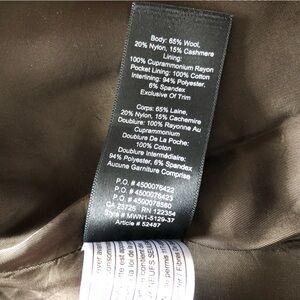 Body: 65% Wool,
20% Nylon, 15% Cashmere
Lining:
100% Cuprammonium Rayon
Pocket Lining: 100% Cotton
Interlining: 94% Polyester,
6% Spandex
Exclusive Of Trim
Corps: 65% Laine,
20% Nylon, 15% Cachemire
Doublure: 100% Rayonne Au
Cuprammonium
Doublure De La Poche:
100% Coton
Doublure Intermédiaire:
94% Polyester, 6% Spandex
Aucune Garniture Comprise
P.O. # 4500076422
P.O. # 4500076423
P.O. # 4500078560
CA 23725 RN 122354
Style # MWN1-5129-37
Article # 52487